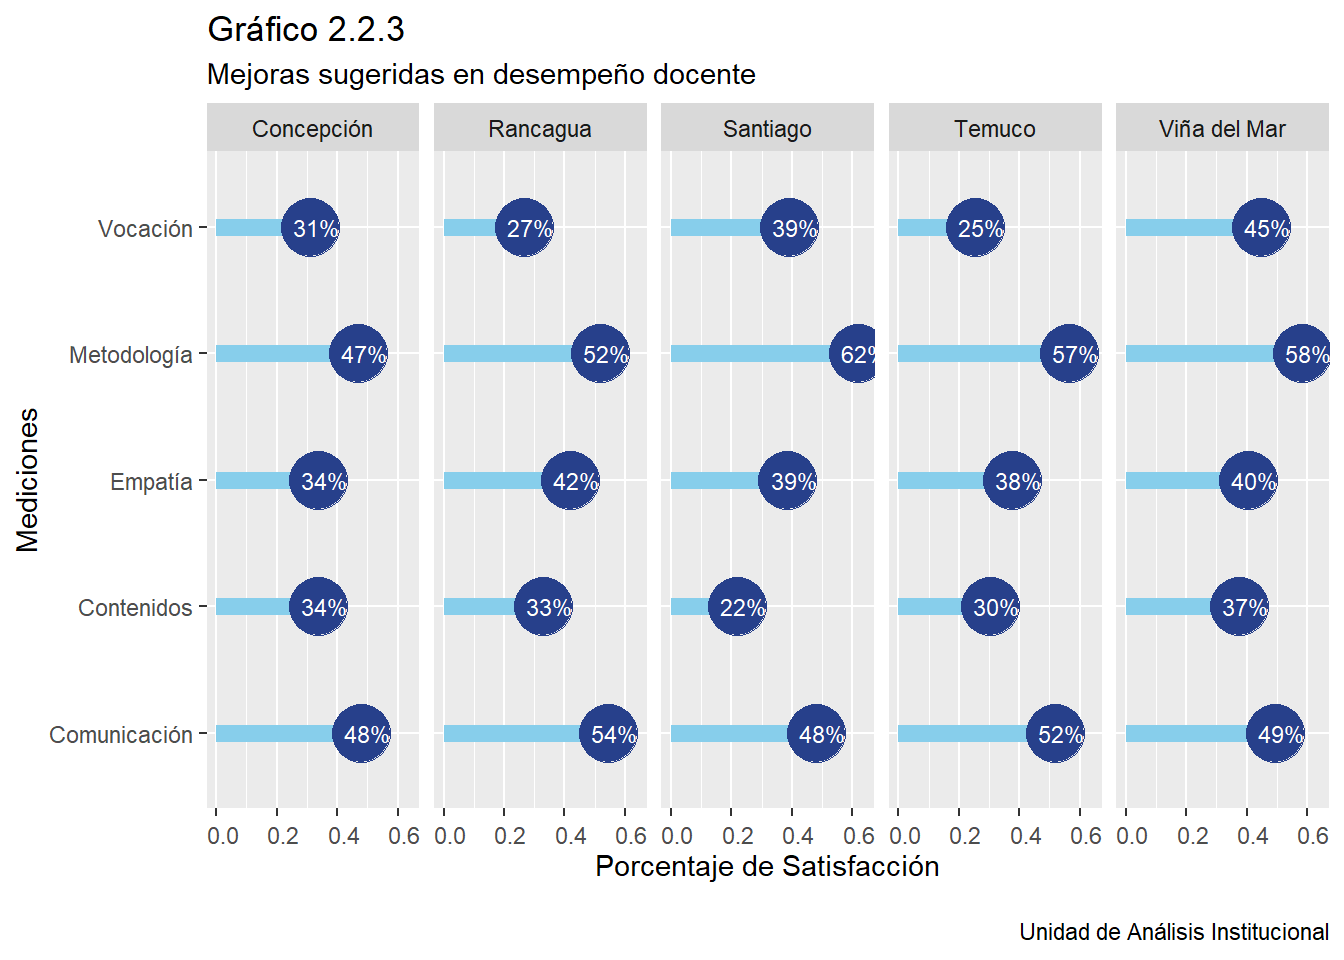 Gráfico 2.2.3
Mejoras sugeridas en desempeño docente
Concepción Rancagua Santiago Temuco Viña del Mar
Vocación 31% 27% 39% 25% 45%
Metodología 47% 52% 62% 57% 58%
Empatía 34% 42% 39% 38% 40%
Contenidos 34% 33% 22% 30% 37%
Comunicación 48% 54% 48% 52% 49%
Mediciones
0.0 0.2 0.4 0.6 0.0 0.2 0.4 0.6 0.0 0.2 0.4 0.6 0.0 0.2 0.4 0.6 0.0 0.2 0.4 0.6
Porcentaje de Satisfacción
Unidad de Análisis Institucional